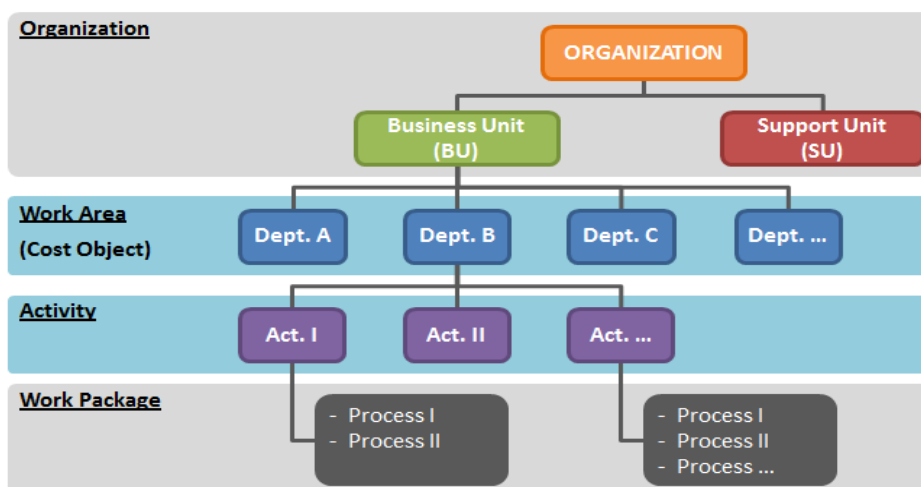 Organization
ORGANIZATION
Business Unit
(BU)
Support Unit
(SU)
Work Area
(Cost Object)
Dept. A
Dept. B
Dept. C
Dept. ...
Activity
Act. I
Act. II
Act. ...
Work Package
- Process I
- Process II
- Process I
- Process II
- Process ...